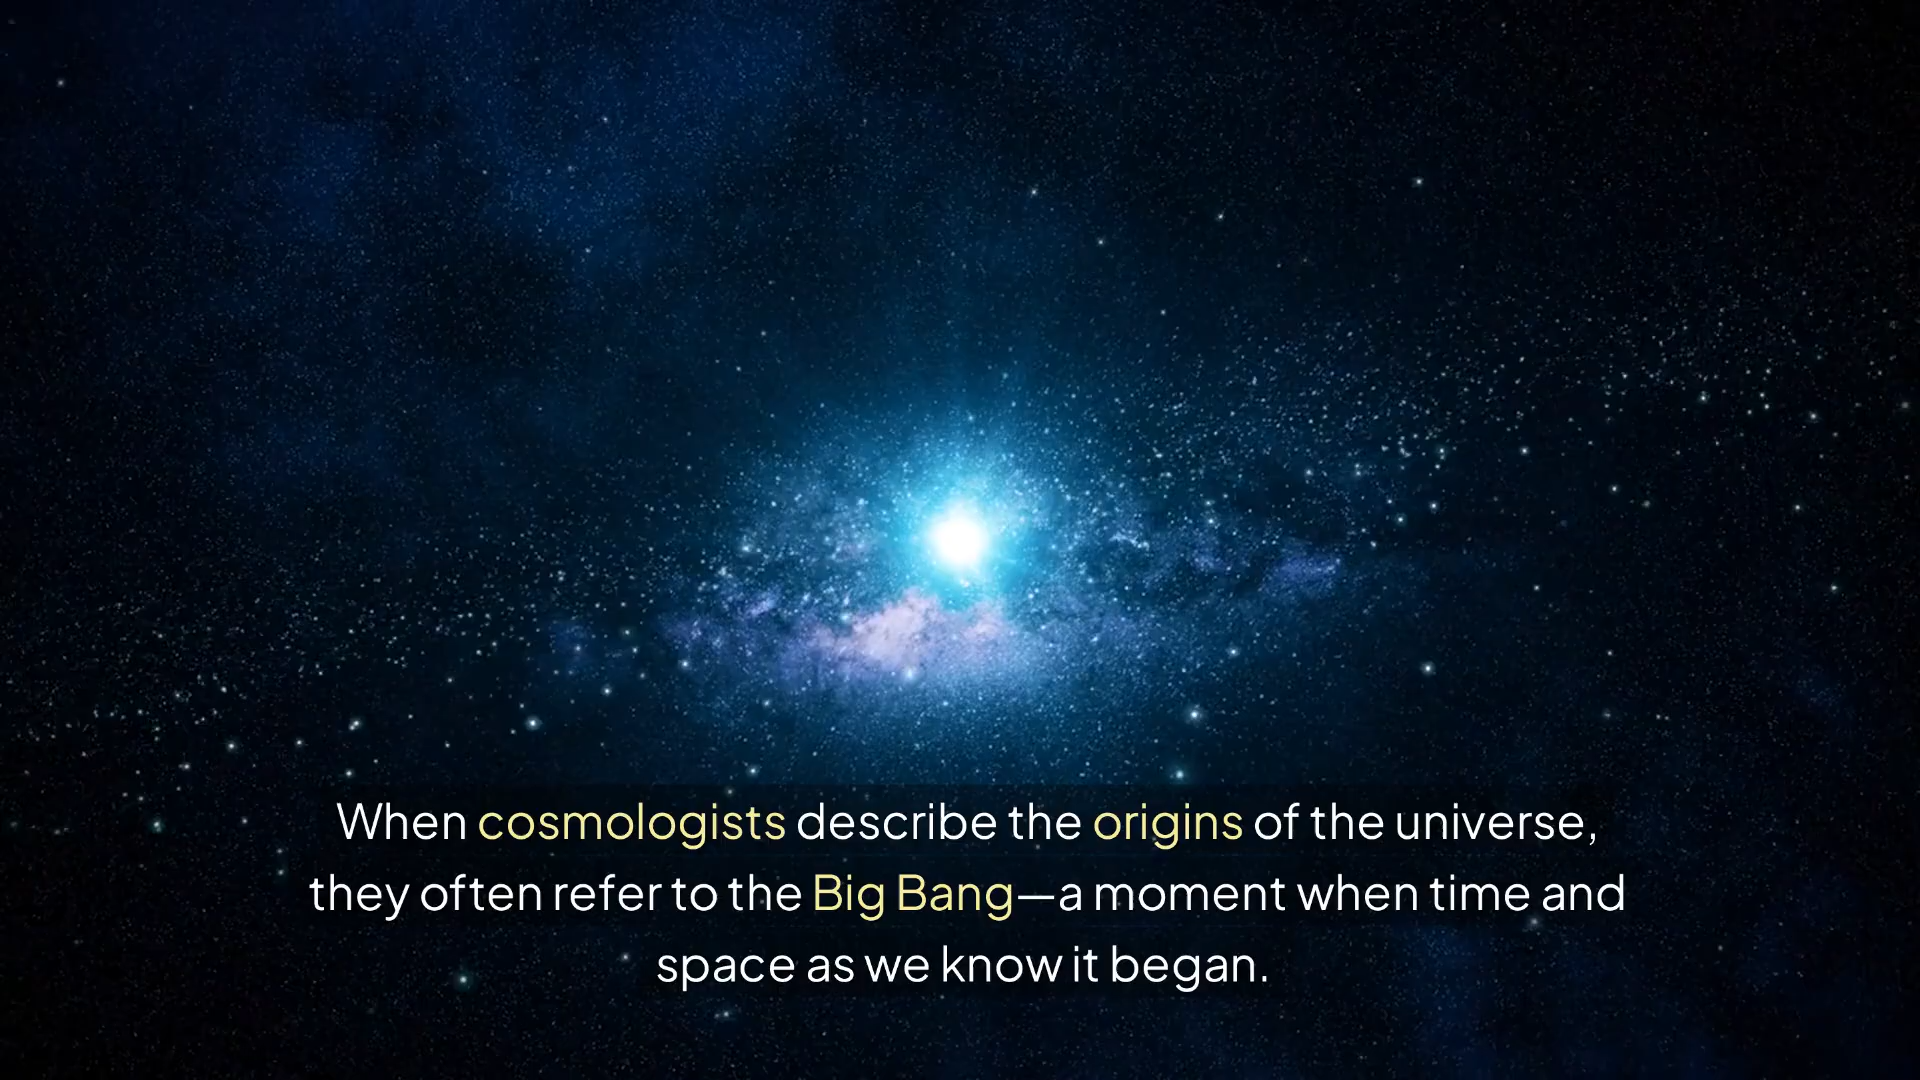 When cosmologists describe the origins of the universe,
they often refer to the Big Bang—a moment when time and
space as we know it began.